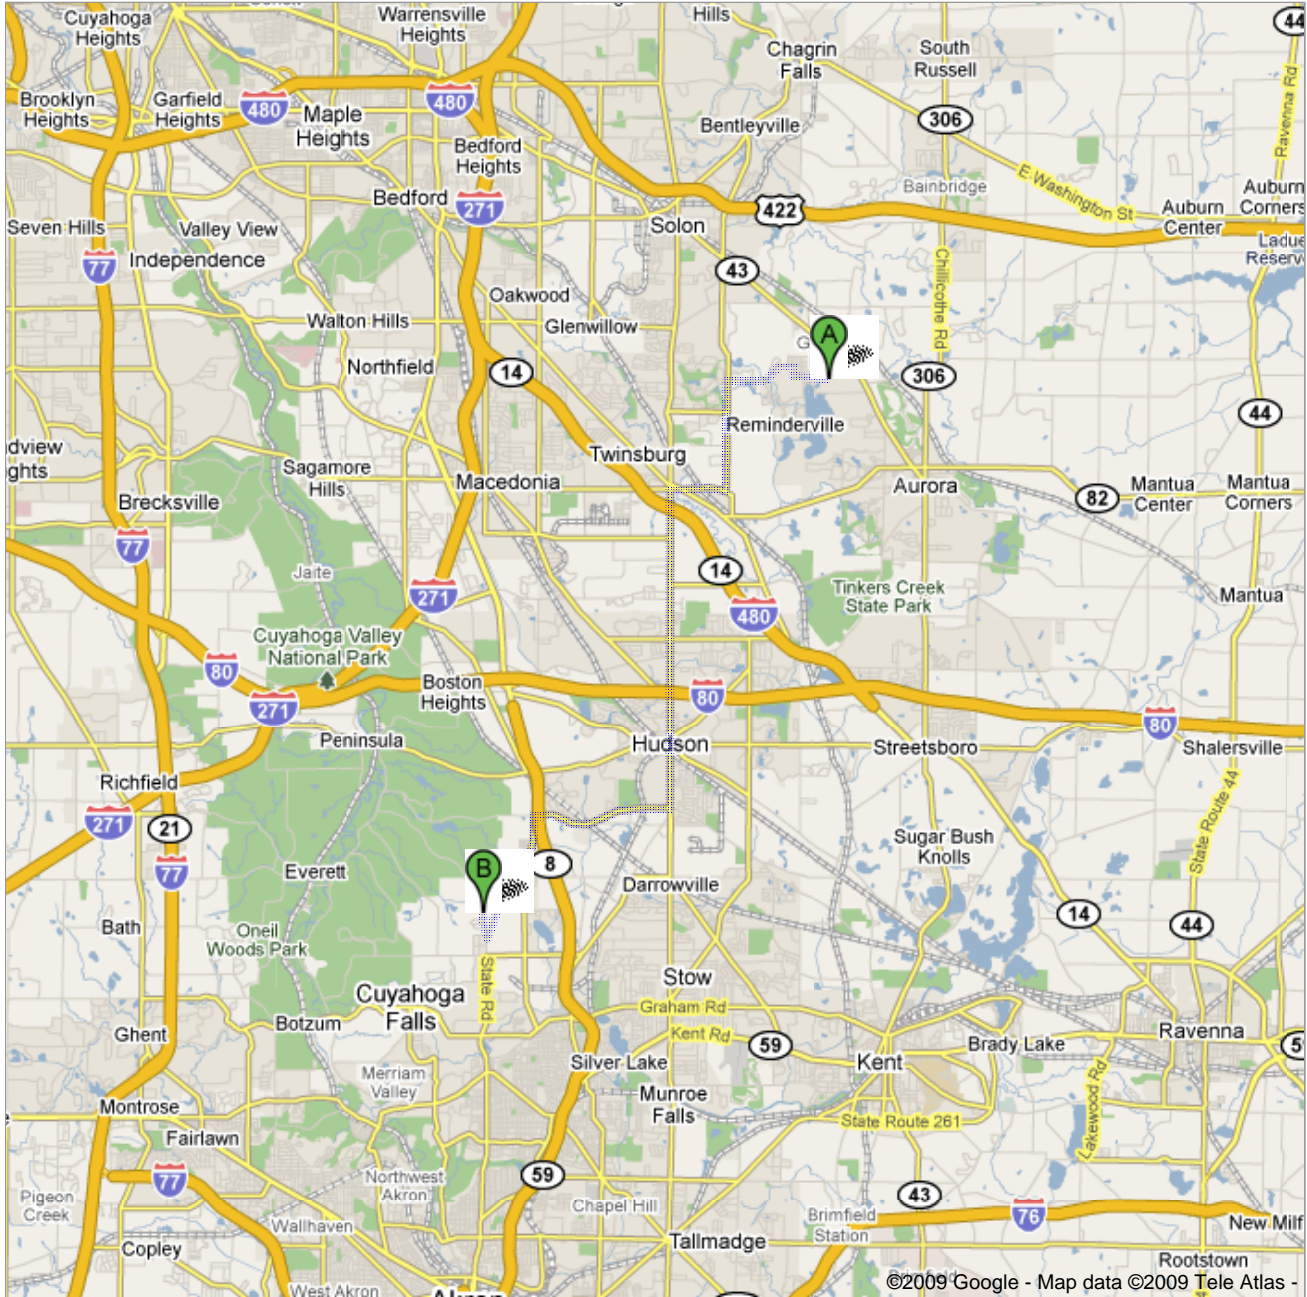 Cuyahoga
Heights
Warrensville
Heights
Hills
44
Chagrin
Falls
South
Russell
Brooklyn
Heights
Garfield
Heights
480
Maple
Heights
480
Bentleyville
306
Ravenna Rd
Bedford
Heights
Bedford
271
422
Bainbridge
E Washington St
Auburn
Corners
Auburn
Center
Seven Hills
Valley View
Solon
77
Independence
43
Chillicothe Rd
Oakwood
Walton Hills
Glenwillow
A
Northfield
14
306
44
Reminderville
Sagamore
Hills
Twinsburg
Macedonia
Aurora
82
Mantua
Center
Mantua
Corners
Brecksville
77
Jaite
271
14
Tinkers Creek
State Park
Mantua
480
Cuyahoga Valley
National Park
80
271
Boston
Heights
80
80
Peninsula
Hudson
Streetsboro
Shalersville
Richfield
271
21
State Route 44
Sugar Bush
Knolls
77
Everett
B
8
Darrowville
Bath
Oneil
Woods Park
14
44
State Rd
Stow
Cuyahoga
Falls
Graham Rd
Ghent
Botzum
Kent Rd
59
Kent
Brady Lake
Ravenna
Silver Lake
Merriam
Valley
Munroe
Falls
Lakewood Rd
Montrose
State Route 261
Fairlawn
77
Northwest
Akron
59
Chapel Hill
43
Pigeon
Creek
Wallhaven
Brimfield
Station
76
New Milf
Copley
Tallmadge
Rootstown
West Akron
Akron
©2009 Google - Map data ©2009 Tele Atlas -